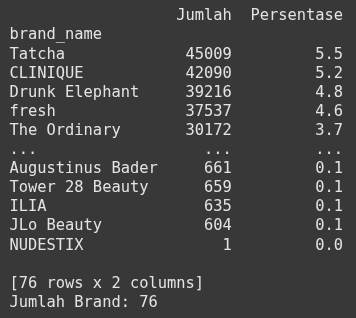 Jumlah Persentase
brand_name
Tatcha 45009 5.5
CLINIQUE 42090 5.2
Drunk Elephant 39216 4.8
fresh 37537 4.6
The Ordinary 30172 3.7
... ... ...
Augustinus Bader 661 0.1
Tower 28 Beauty 659 0.1
ILIA 635 0.1
JLo Beauty 604 0.1
NUDESTIX 1 0.0
[76 rows x 2 columns]
Jumlah Brand: 76